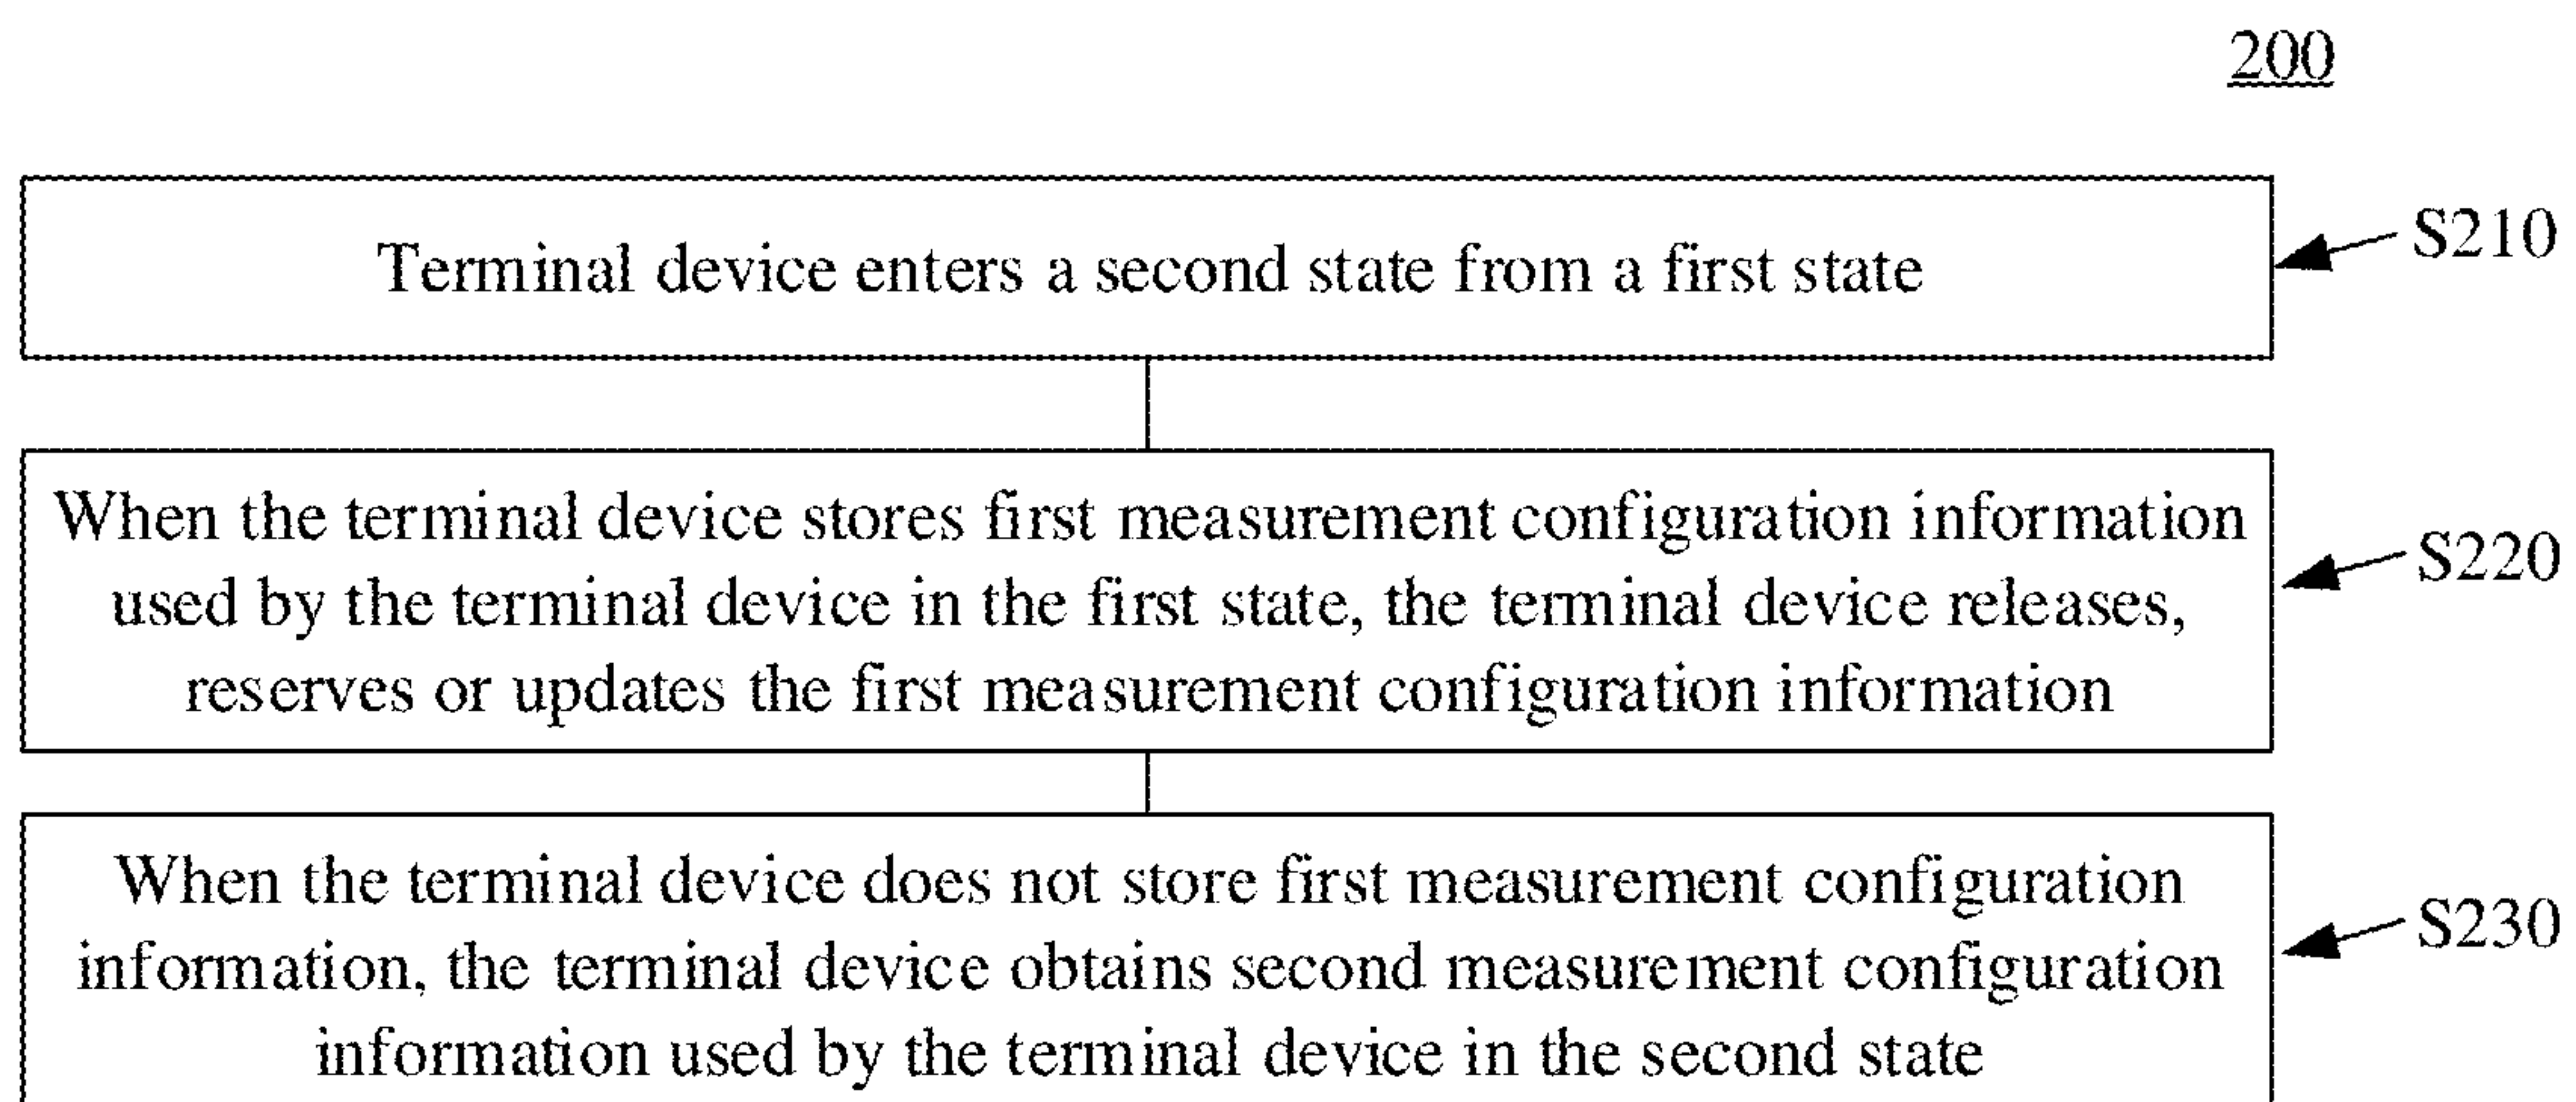 200
Terminal device enters a second state from a first state
S210
When the terminal device stores first measurement configuration information
used by the terminal device in the first state, the terminal device releases,
reserves or updates the first measurement configuration information
S220
When the terminal device does not store first measurement configuration
information, the terminal device obtains second measurement configuration
information used by the terminal device in the second state
S230